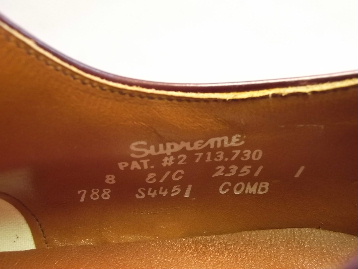 Supreme
PAT. #2 713.730
8 E/C 2351 1
788 S4451 COMB